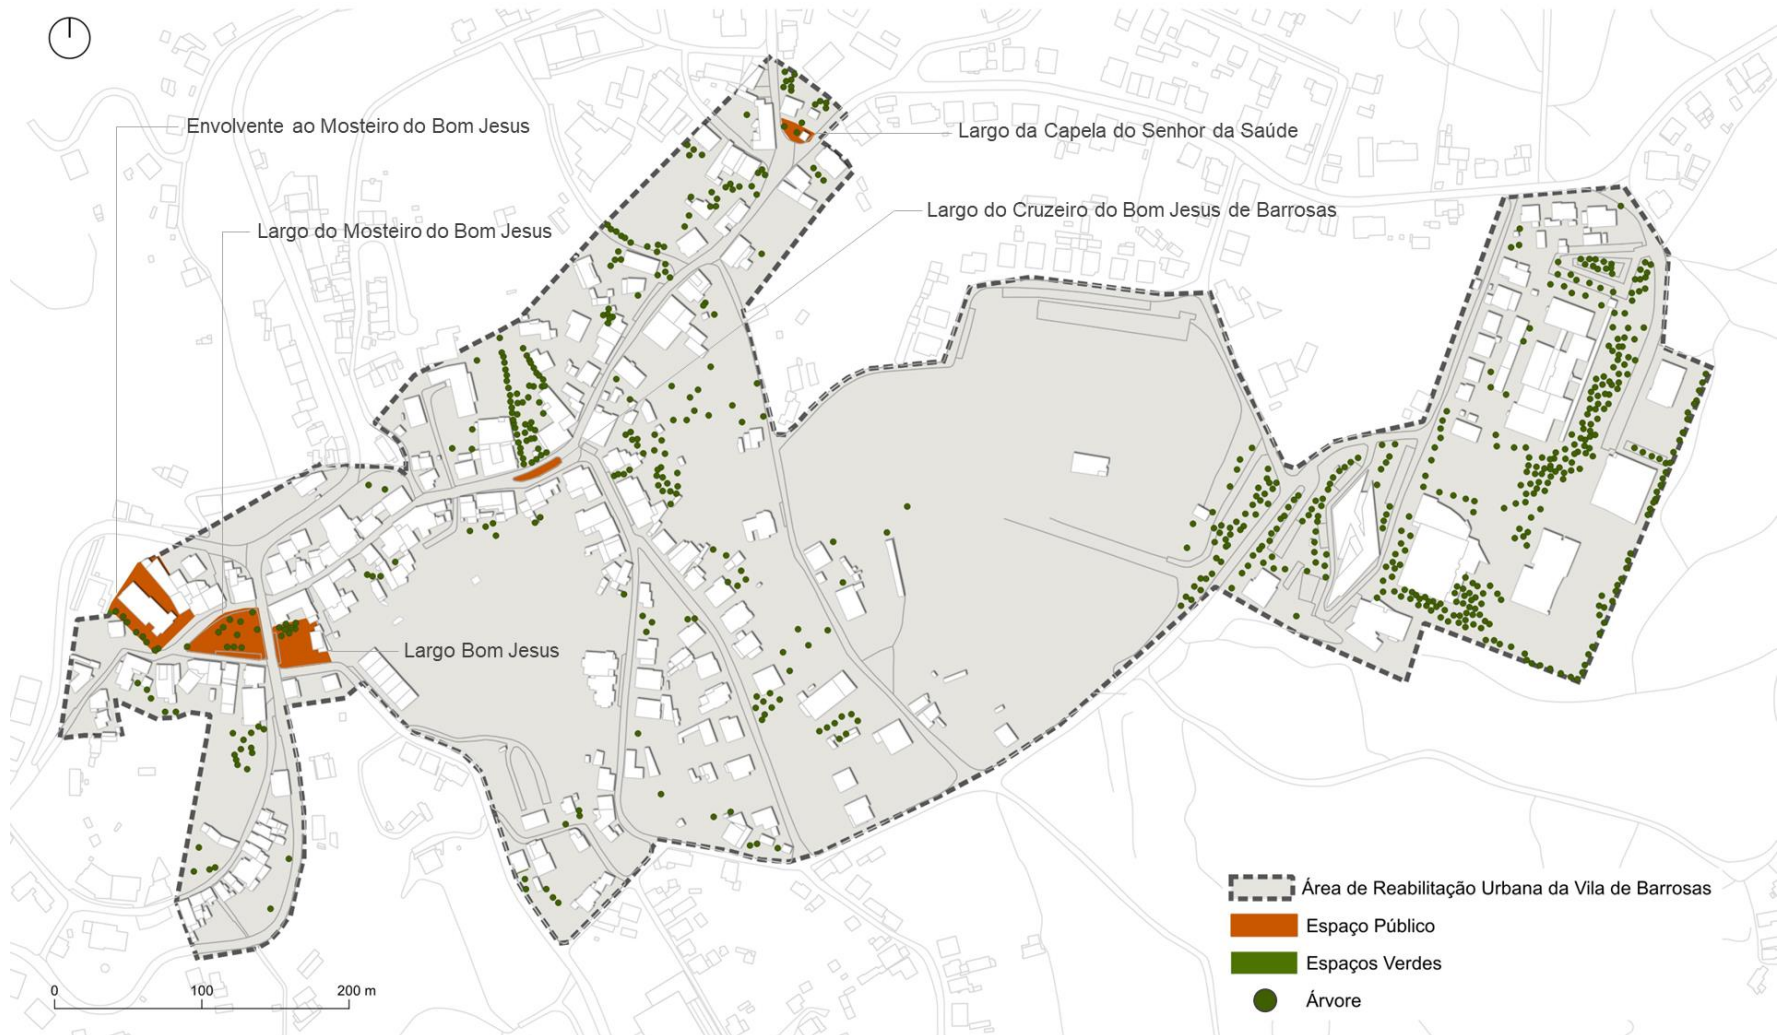 Envolvente ao Mosteiro do Bom Jesus
Largo da Capela do Senhor da Saúde
Largo do Cruzeiro do Bom Jesus de Barrosas
Largo do Mosteiro do Bom Jesus
Largo Bom Jesus
Área de Reabilitação Urbana da Vila de Barrosas
Espaço Público
Espaços Verdes
Árvore
0 100 200 m